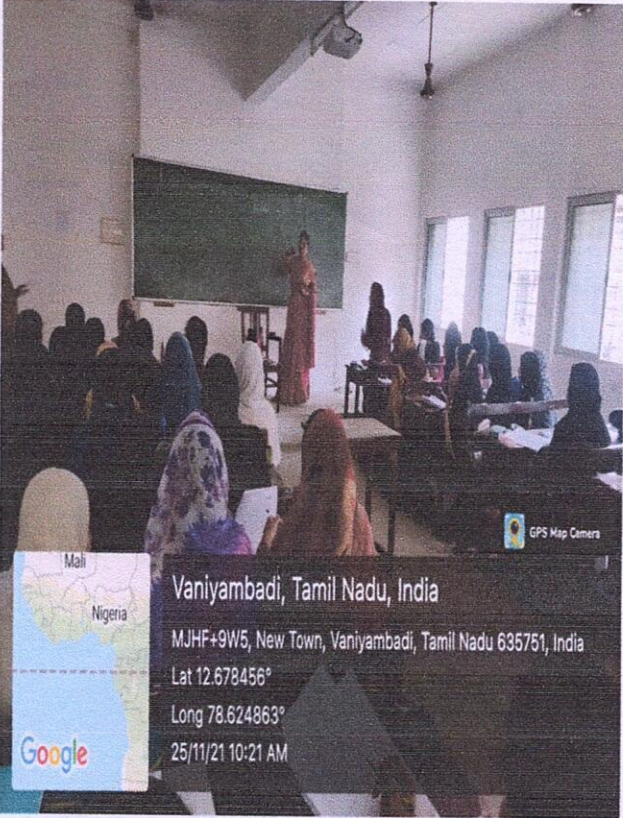 GPS Map Camera
Mali
Nigeria
Google
Vaniyambadi, Tamil Nadu, India
MJHF+9W5, New Town, Vaniyambadi, Tamil Nadu 635751, India
Lat 12.678456°
Long 78.624863°
25/11/21 10:21 AM